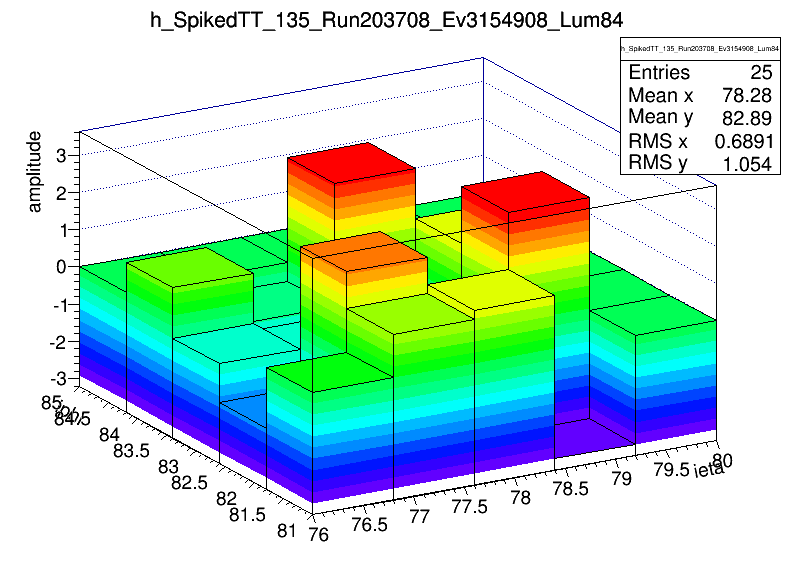 h_SpikedTT_135_Run203708_Ev3154908_Lum84
h_SpikedTT_135_Run203708_Ev3154908_Lum84
Entries 25
Mean x 78.28
Mean y 82.89
RMS x 0.6891
RMS y 1.054
amplitude
3
2
1
0
-1
-2
-3
85
84.5
84
83.5
83
82.5
82
81.5
81
76
76.5
77
77.5
78
78.5
79
79.5
80
ieta